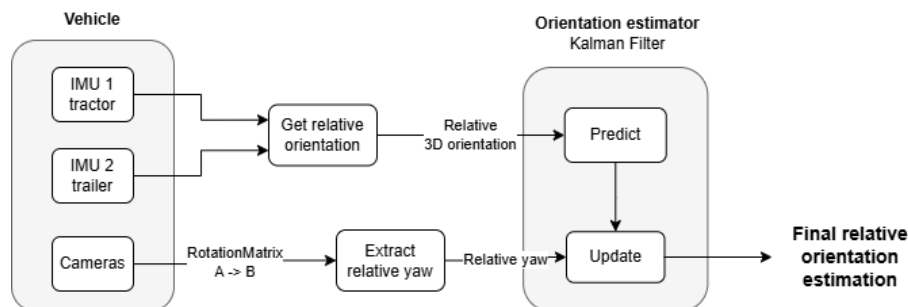 Vehicle
Orientation estimator
Kalman Filter
IMU 1
tractor
Get relative
orientation
Relative
3D orientation
Predict
IMU 2
trailer
Cameras
RotationMatrix
A -> B
Extract
relative yaw
Relative yaw
Update
Final relative
orientation
estimation